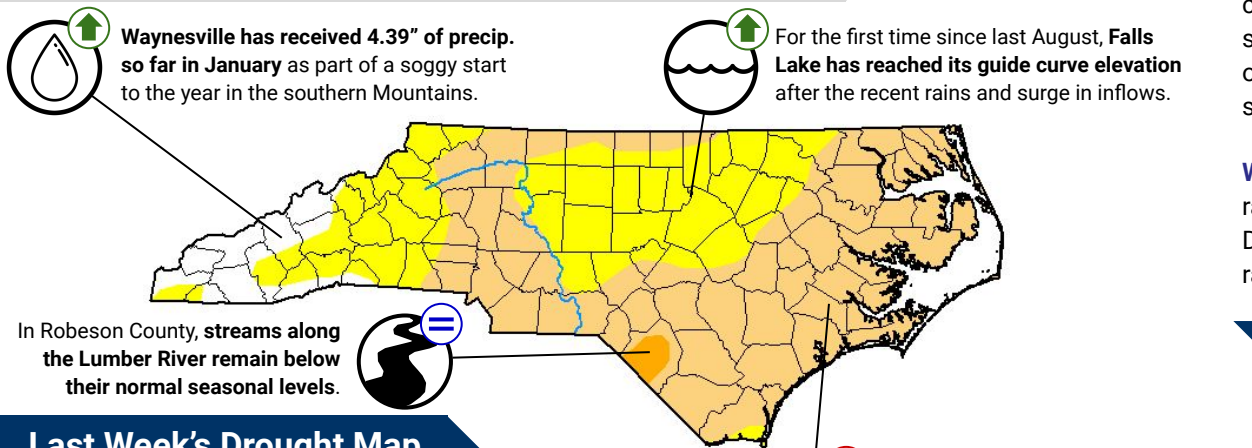 Waynesville has received 4.39” of precip.
so far in January as part of a soggy start
to the year in the southern Mountains.
For the first time since last August, Falls
Lake has reached its guide curve elevation
after the recent rains and surge in inflows.
In Robeson County, streams along
the Lumber River remain below
their normal seasonal levels.
Last Week’s Drought Map